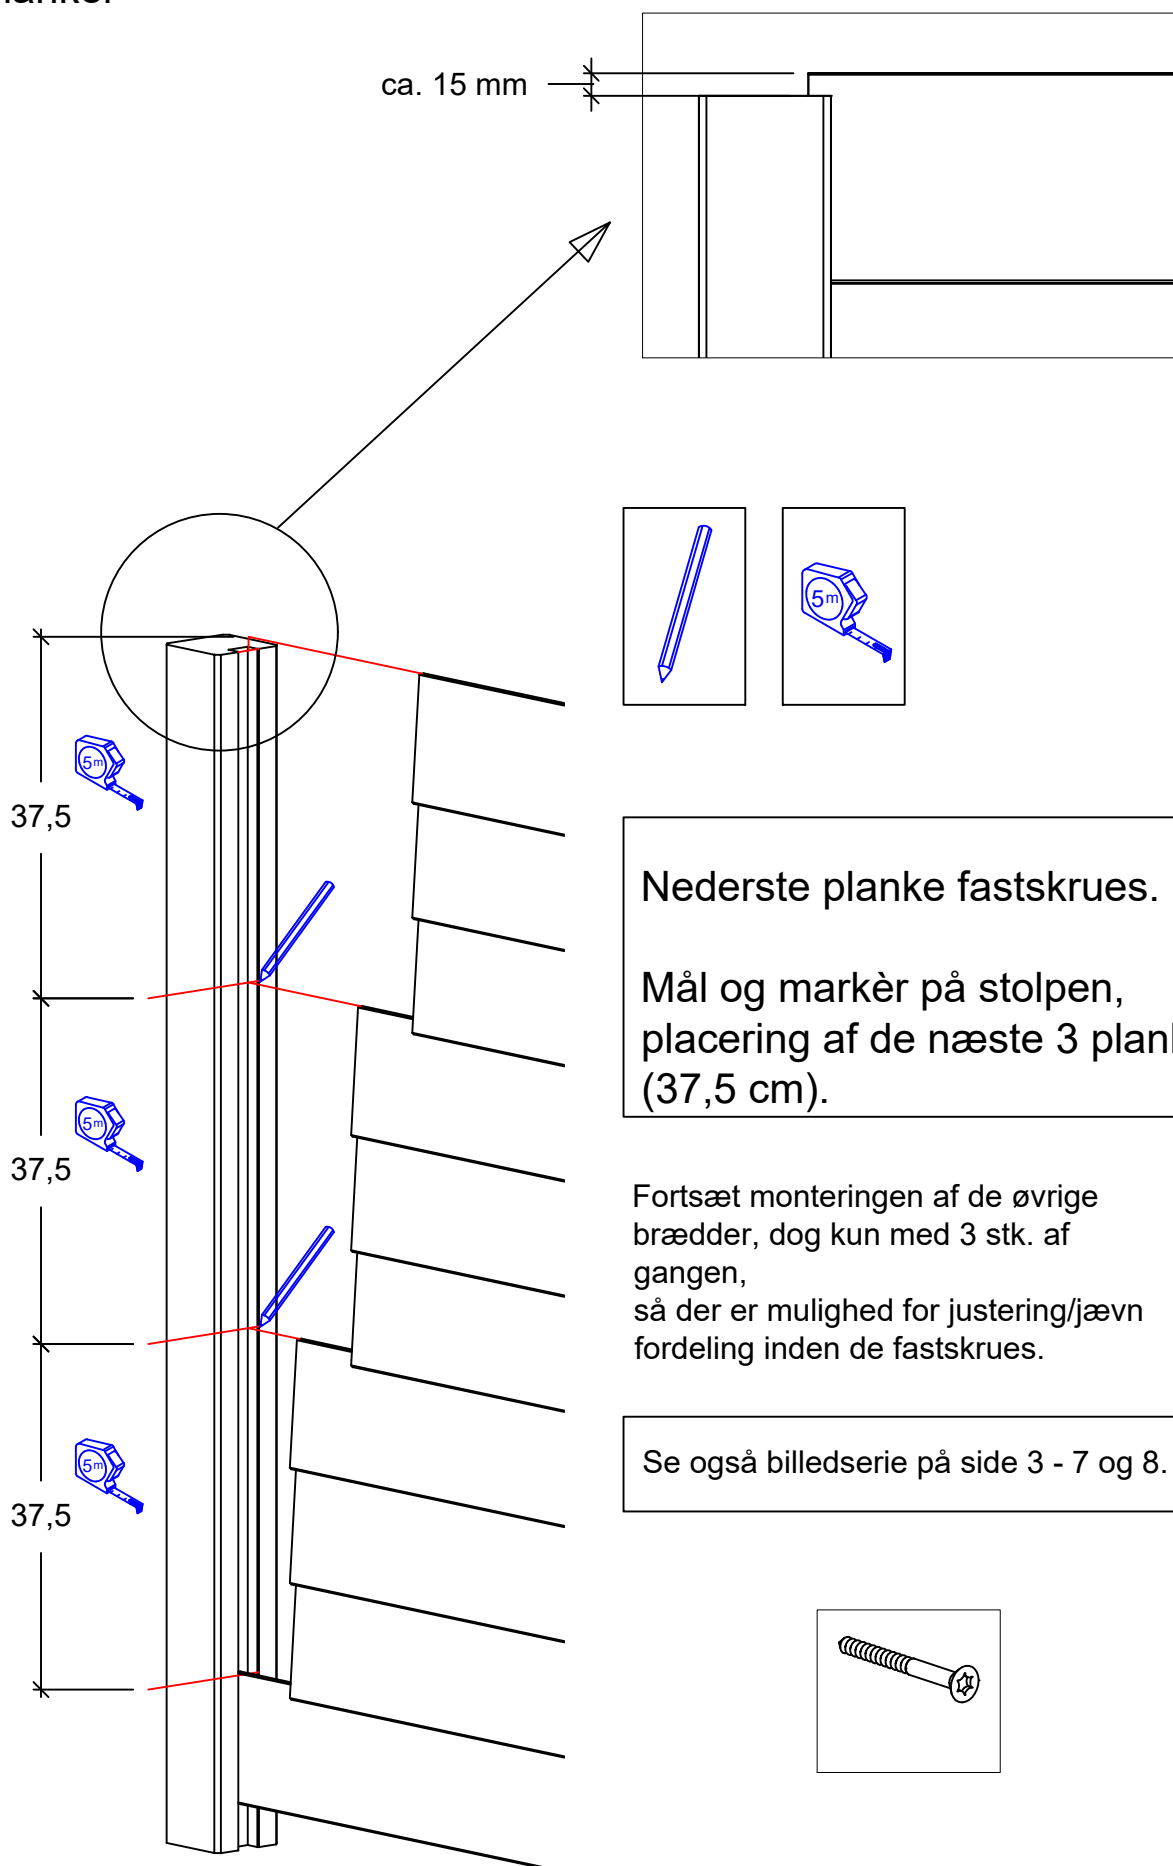 ca. 15 mm
5m
37,5
5m
Nederste planke fastskrues.
Mål og markèr på stolpen,
placering af de næste 3
(37,5 cm).
5m
37,5
Fortsæt monteringen af de øvrige
brædder, dog kun med 3 stk. af
gangen,
så der er mulighed for justering/jævn
fordeling inden de fastskrues.
5m
37,5
Se også billedserie på side 3 - 7 og 8.